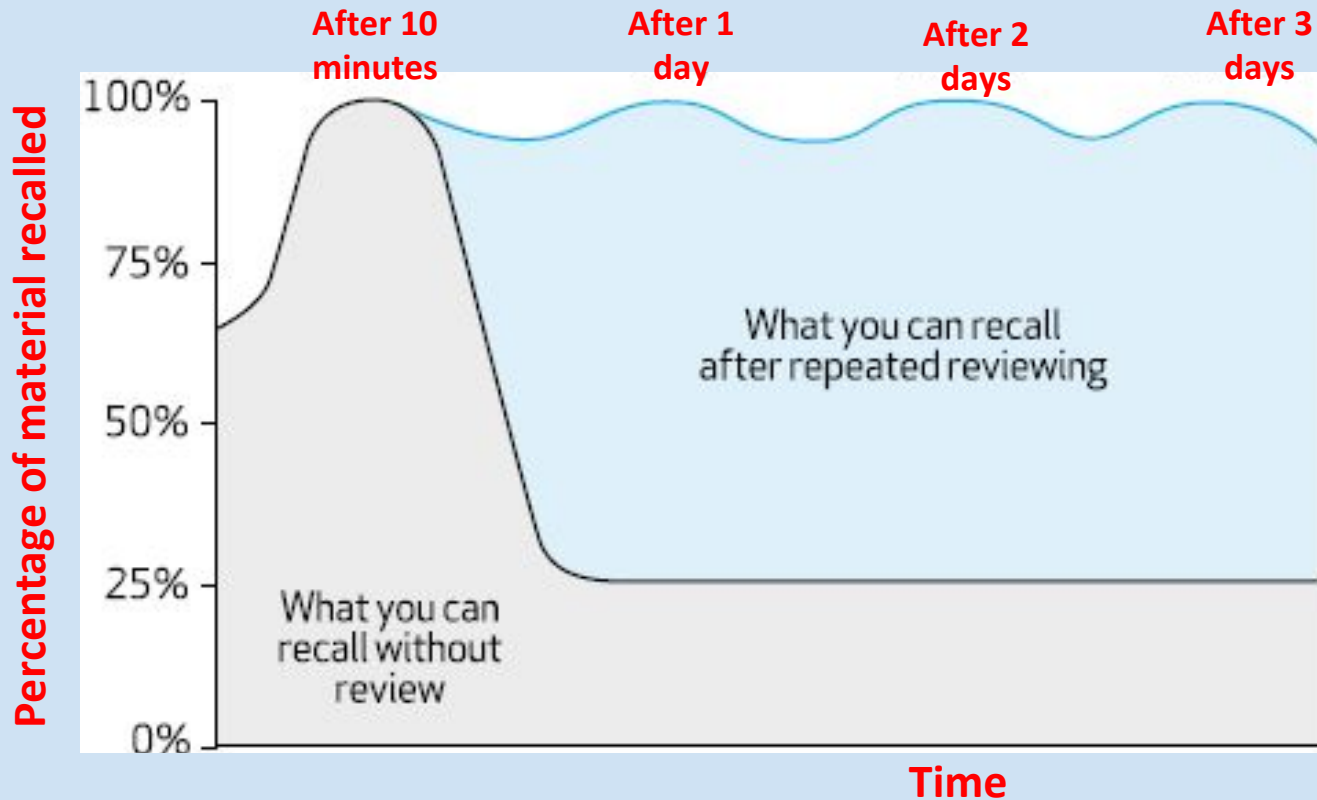 After 10
minutes
After 1
day
After 2
days
After 3
days
Percentage of material recalled
100%
75%
50%
25%
0%
What you can recall
after repeated reviewing
What you can
recall without
review
Time